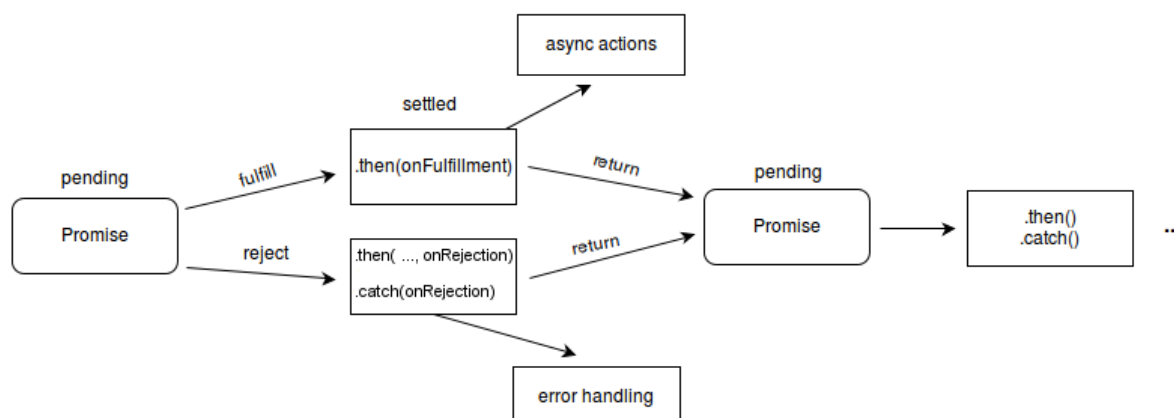 async actions
settled
.then(onFulfillment)
fulfill
return
pending
Promise
pending
Promise
.then()
.catch()
...
reject
.then( ..., onRejection)
.catch(onRejection)
return
error handling